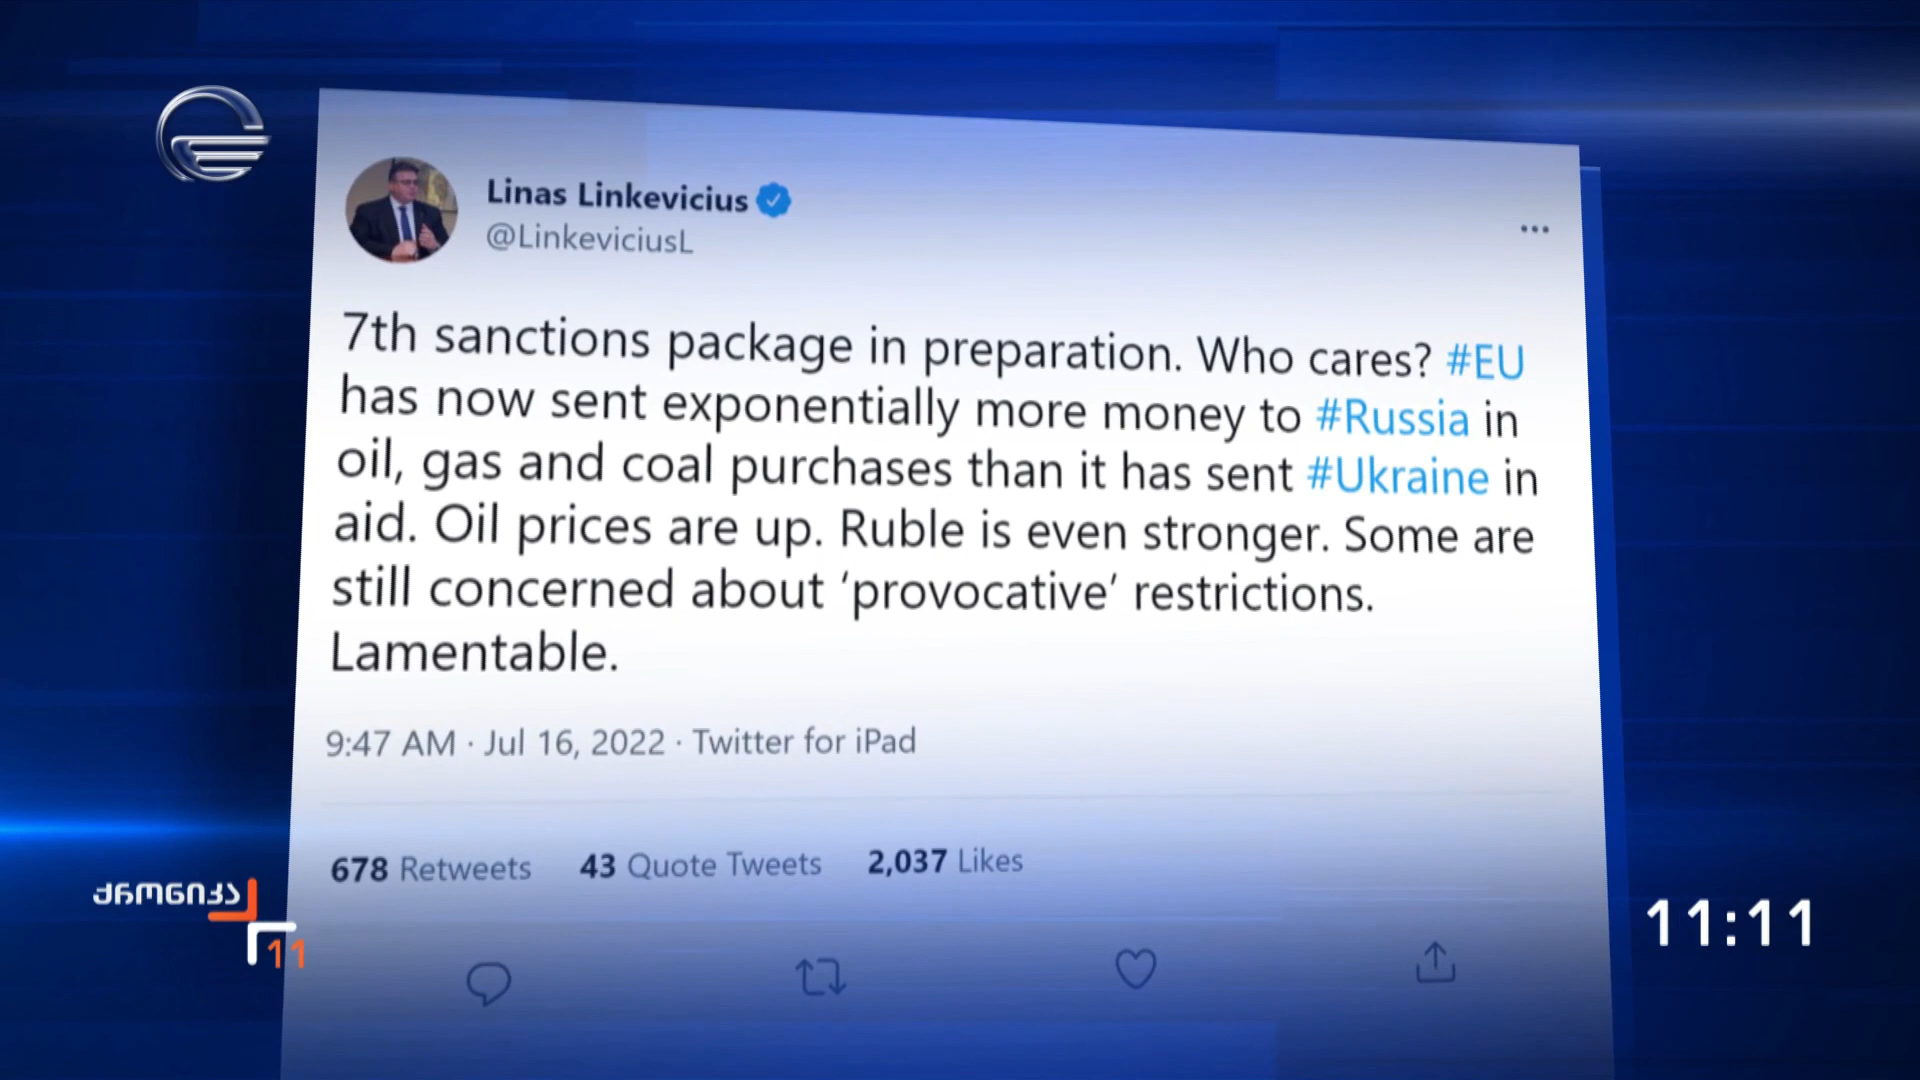 Linas Linkevicius
@LinkeviciusL
7th sanctions package in preparation. Who cares? #EU
has now sent exponentially more money to #Russia in
oil, gas and coal purchases than it has sent #Ukraine in
aid. Oil prices are up. Ruble is even stronger. Some are
still concerned about ‘provocative’ restrictions.
Lamentable.
9:47 AM · Jul 16, 2022 · Twitter for iPad
678 Retweets 43 Quote Tweets 2,037 Likes
ქრონიკა
11
11:11